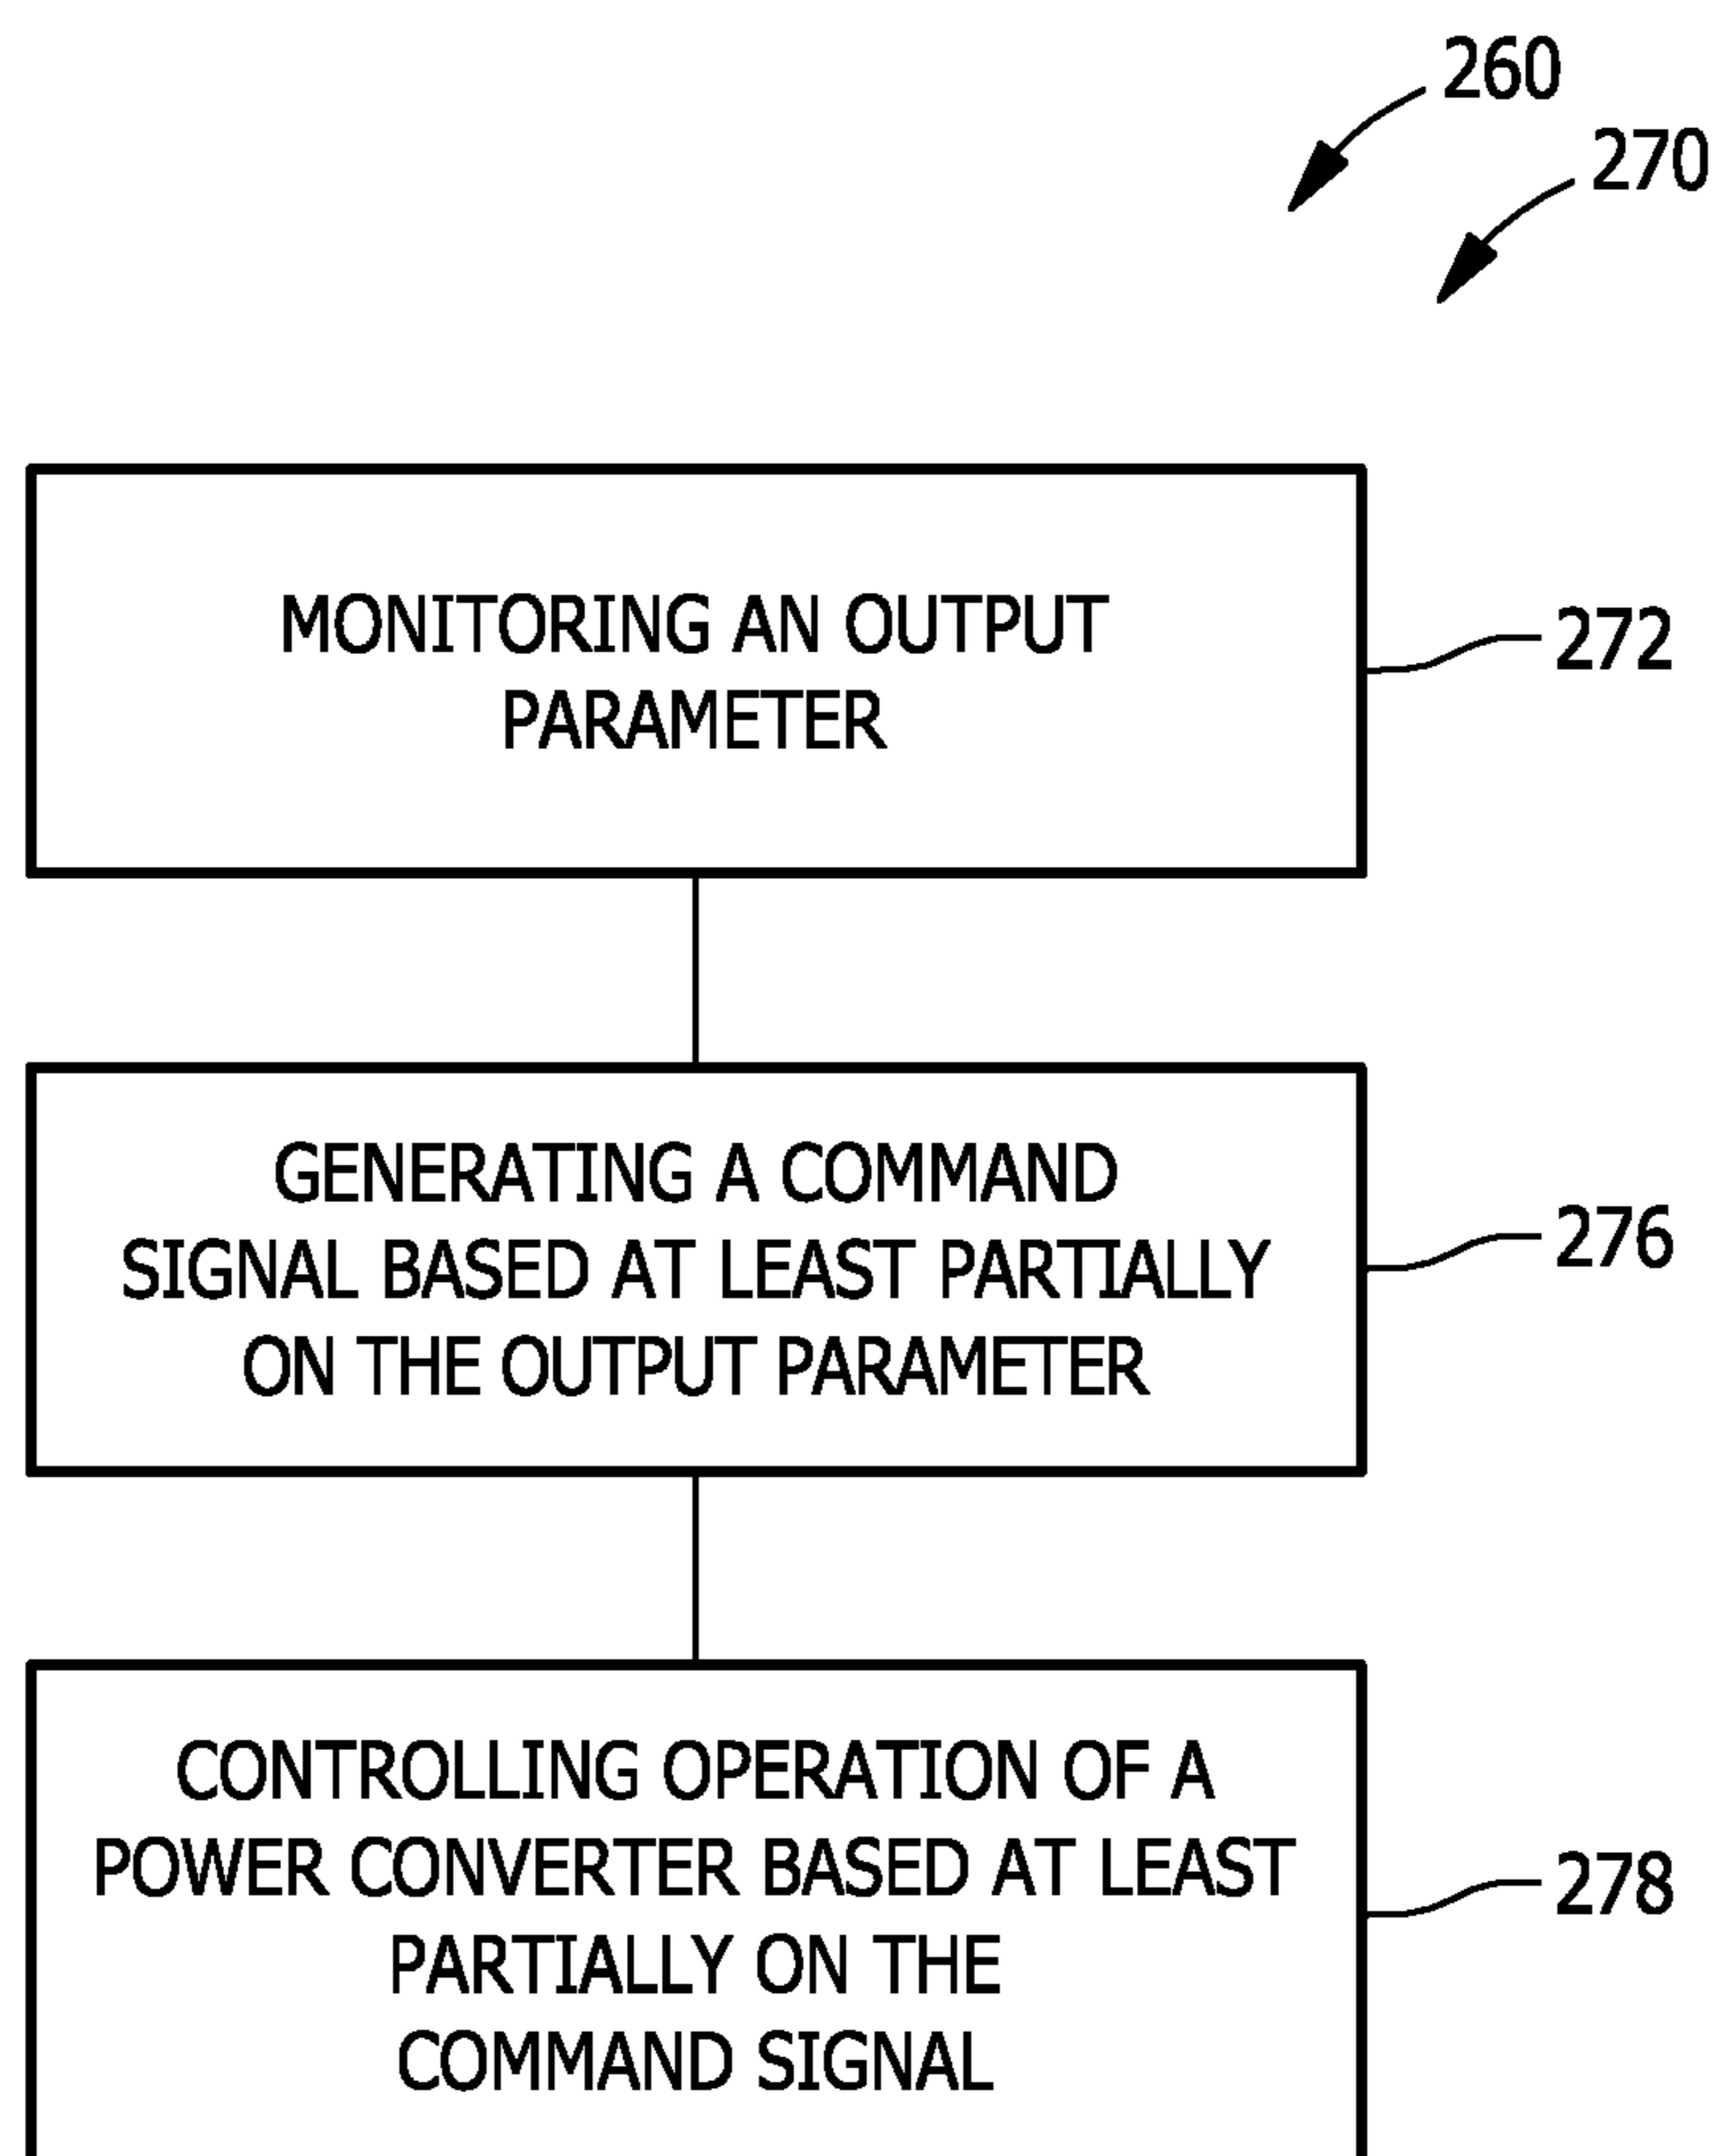 260
270
MONITORING AN OUTPUT
PARAMETER
272
GENERATING A COMMAND
SIGNAL BASED AT LEAST PARTIALLY
ON THE OUTPUT PARAMETER
276
CONTROLLING OPERATION OF A
POWER CONVERTER BASED AT LEAST
PARTIALLY ON THE
COMMAND SIGNAL
278